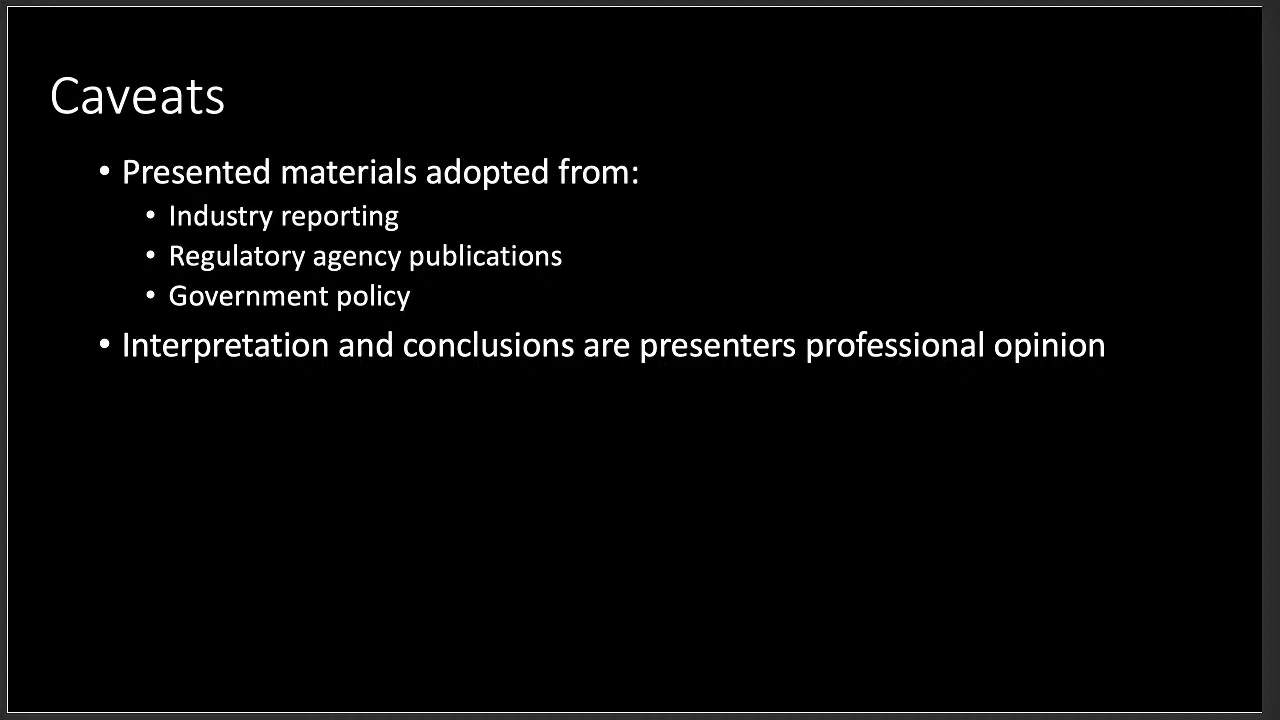 Caveats
• Presented materials adopted from:
• Industry reporting
• Regulatory agency publications
• Government policy
• Interpretation and conclusions are presenters professional opinion